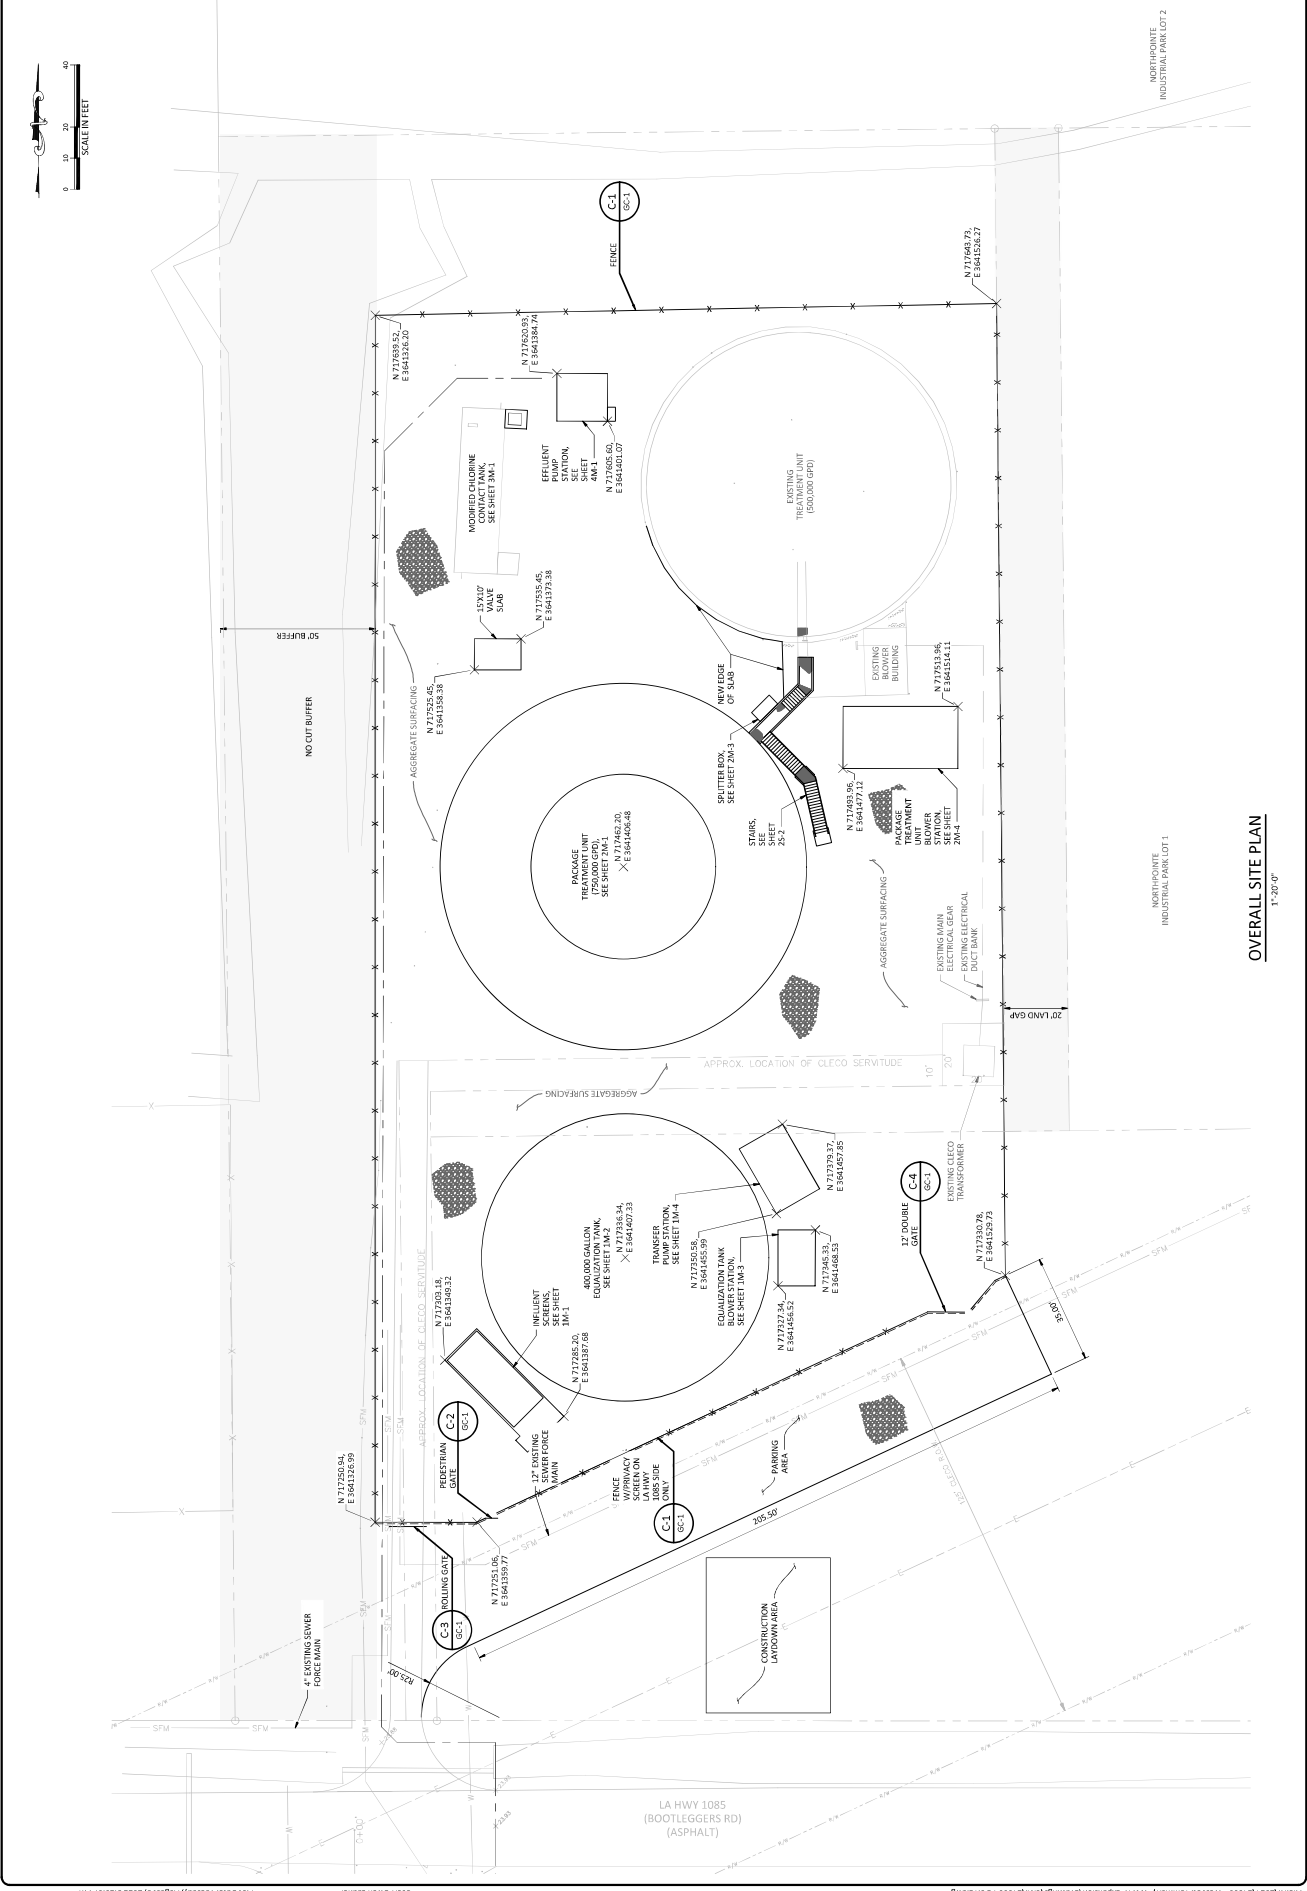 0 10 20 40
SCALE IN FEET
NORTHPOINTE
INDUSTRIAL PARK LOT 2
C-1
GC-1
FENCE
N 717643.73,
E 3641526.27
N 717639.52,
E 3641326.20
N 717620.93,
E 3641384.74
EFFLUENT
PUMP
STATION,
SEE
SHEET
4M-1
N 717605.60,
E 3641401.07
MODIFIED CHLORINE
CONTACT TANK,
SEE SHEET 3M-1
EXISTING
TREATMENT UNIT
(500,000 GPD)
15'X10'
VALVE
SLAB
N 717535.45,
E 3641373.38
N 717525.45,
E 3641358.38
50' BUFFER
NO CUT BUFFER
AGGREGATE SURFACING
NEW EDGE
OF SLAB
EXISTING
BLOWER
BUILDING
N 717513.96,
E 3641514.11
SPLITTER BOX,
SEE SHEET 2M-3
STAIRS,
SEE
SHEET
2S-2
N 717493.96,
E 3641477.12
PACKAGE
TREATMENT
UNIT
BLOWER
STATION,
SEE SHEET
2M-4
PACKAGE
TREATMENT UNIT
(750,000 GPD),
SEE SHEET 2M-1
N 717462.20,
E 3641406.48
AGGREGATE SURFACING
EXISTING MAIN
ELECTRICAL GEAR
EXISTING ELECTRICAL
DUCT BANK
20' LAND GAP
NORTHPOINTE
INDUSTRIAL PARK LOT 1
OVERALL SITE PLAN
1"-20'-0"
APPROX. LOCATION OF CLECO SERVITUDE
10'
20'
AGGREGATE SURFACING
EXISTING CLECO
TRANSFORMER
400,000 GALLON
EQUALIZATION TANK,
SEE SHEET 1M-2
N 717336.34,
E 3641407.33
TRANSFER
PUMP STATION,
SEE SHEET 1M-4
N 717379.37,
E 3641457.85
N 717350.58,
E 3641455.99
EQUALIZATION TANK
BLOWER STATION,
SEE SHEET 1M-3
N 717345.33,
E 3641468.53
N 717327.34,
E 3641456.52
C-4
GC-1
12' DOUBLE
GATE
N 717330.78,
E 3641529.73
35.00'
APPROX. LOCATION OF CLECO SERVITUDE
N 717303.18,
E 3641349.32
INFLUENT
SCREENS,
SEE SHEET
1M-1
N 717285.20,
E 3641387.68
C-2
GC-1
PEDESTRIAN
GATE
12" EXISTING
SEWER FORCE
MAIN
FENCE
W/PRIVACY
SCREEN ON
LA HWY
1085 SIDE
ONLY
C-1
GC-1
PARKING
AREA
205.50'
125' CLECO R.O.W.
N 717250.94,
E 3641326.99
N 717251.06,
E 3641359.77
ROLLING GATE
C-3
GC-1
R25.00'
4" EXISTING SEWER
FORCE MAIN
CONSTRUCTION
LAYDOWN AREA
SFM
SFM
SFM
SFM
SFM
SFM
SFM
R/W
R/W
R/W
E
E
E
W
W
23.93
0+00
LA HWY 1085
(BOOTLEGGERS RD)
(ASPHALT)